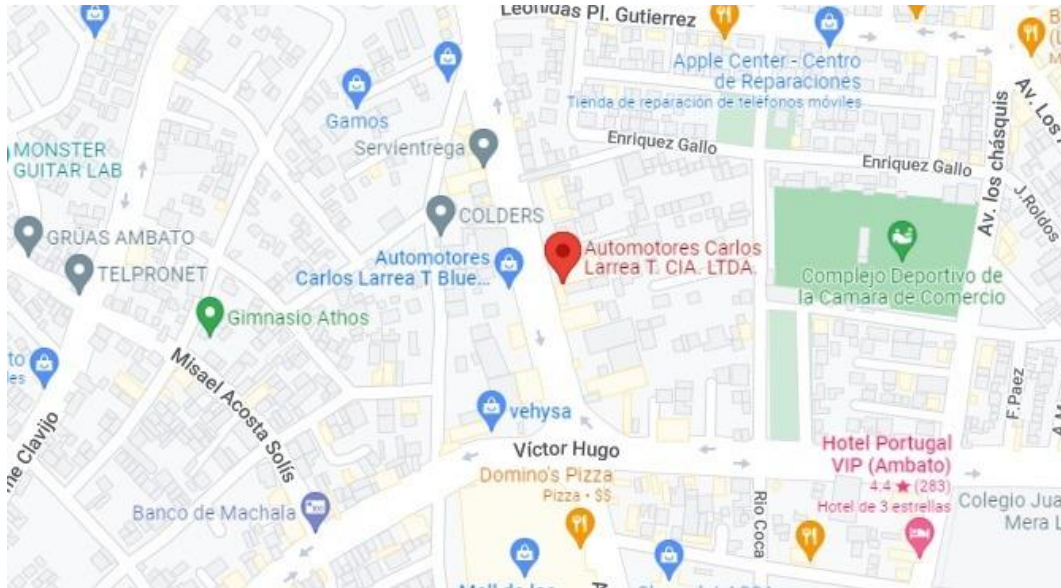 Leonidas Pl. Gutierrez
Apple Center - Centro
de Reparaciones
Tienda de reparación de teléfonos móviles
Gamos
Servientrega
Enriquez Gallo
Enriquez Gallo
Av. los chásquis
Av. Los
J.Roldos
MONSTER
GUITAR LAB
GRÚAS AMBATO
TELPRONET
COLDERS
Automotores
Carlos Larrea T Blue...
Automotores Carlos
Larrea T. CIA. LTDA.
Complejo Deportivo de
la Camara de Comercio
Gimnasio Athos
Misael Acosta Solís
me Clavijo
vehysa
Víctor Hugo
F.Paez
Domino's Pizza
Pizza • $$
Hotel Portugal
VIP (Ambato)
4.4 ★ (283)
Hotel de 3 estrellas
Rio Coca
Colegio Jua
Mera L
Banco de Machala